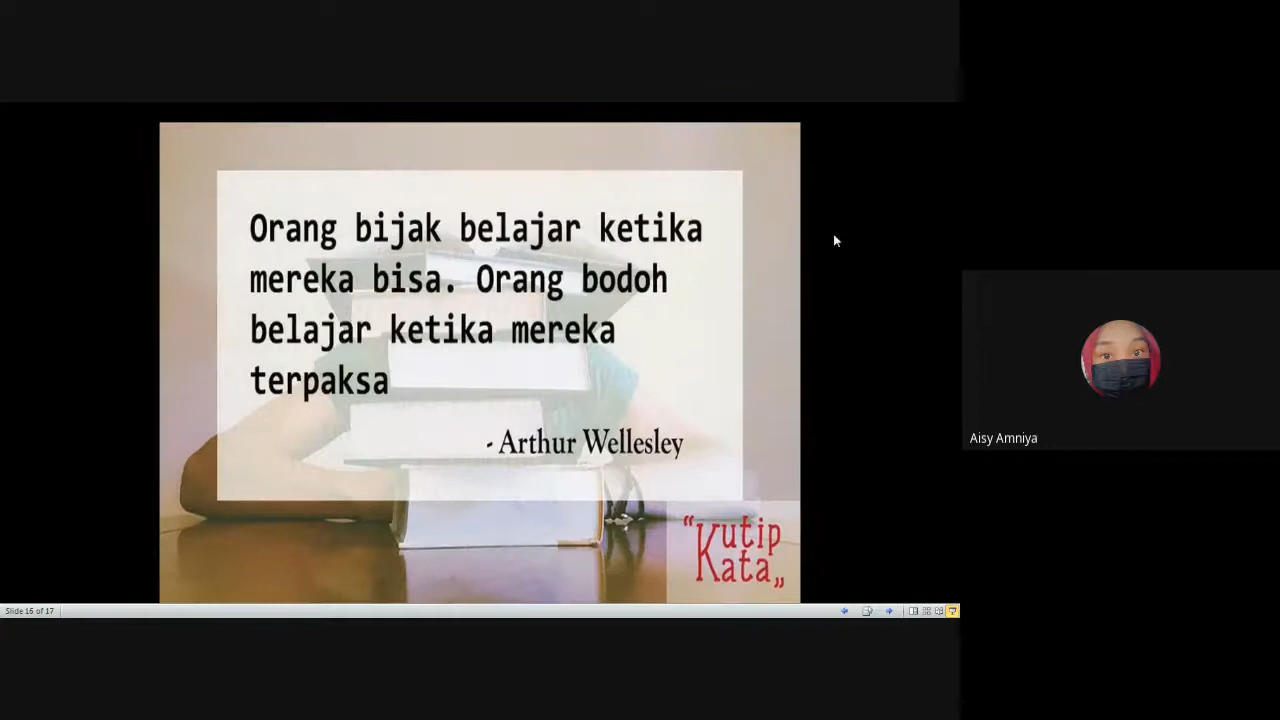 Orang bijak belajar ketika
mereka bisa. Orang bodoh
belajar ketika mereka
terpaksa
- Arthur Wellesley
“Kutip
Kata„
Aisy Amniya
Slide 16 of 17